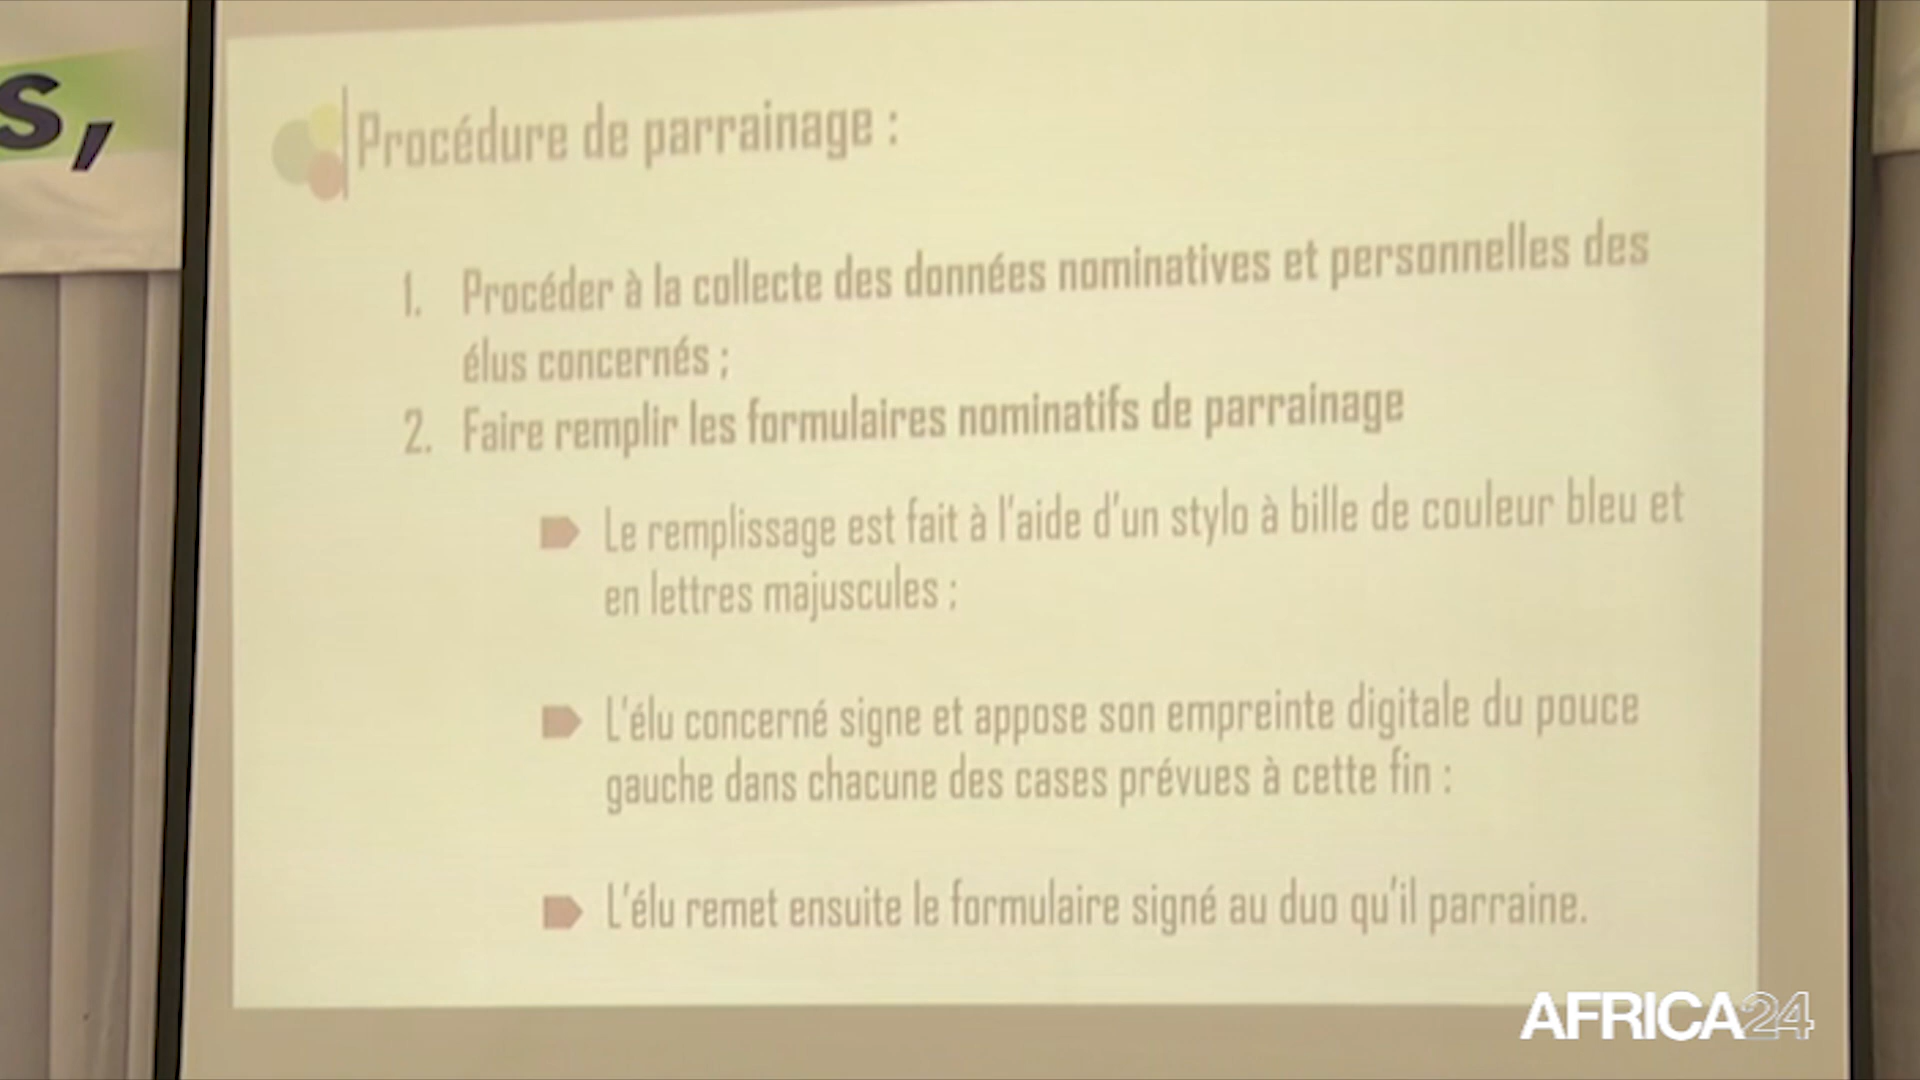 s,
Procédure de parrainage :
1. Procéder à la collecte des données nominatives et personnelles des
élus concernés ;
2. Faire remplir les formulaires nominatifs de parrainage
Le remplissage est fait à l'aide d'un stylo à bille de couleur bleu et
en lettres majuscules ;
L'élu concerné signe et appose son empreinte digitale du pouce
gauche dans chacune des cases prévues à cette fin :
L'élu remet ensuite le formulaire signé au duo qu'il parraine.
AFRICA24